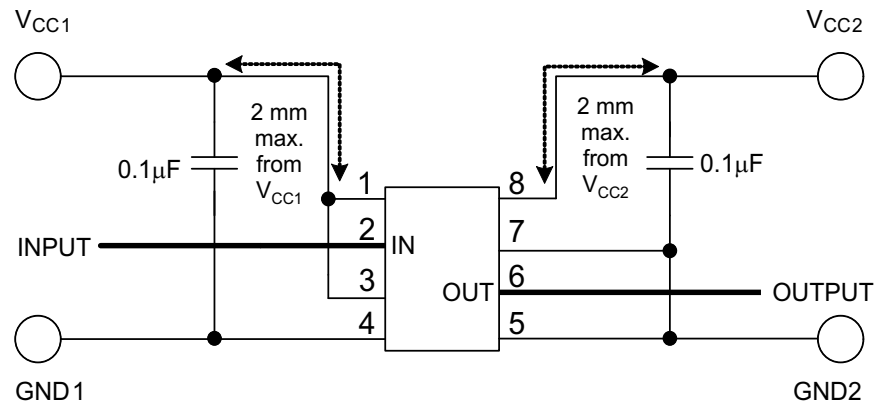 VCC1
VCC2
2 mm
max.
from
VCC1
2 mm
max.
from
VCC2
0.1μF
0.1μF
1
8
2
7
INPUT
IN
3
6
OUT
OUTPUT
4
5
GND1
GND2